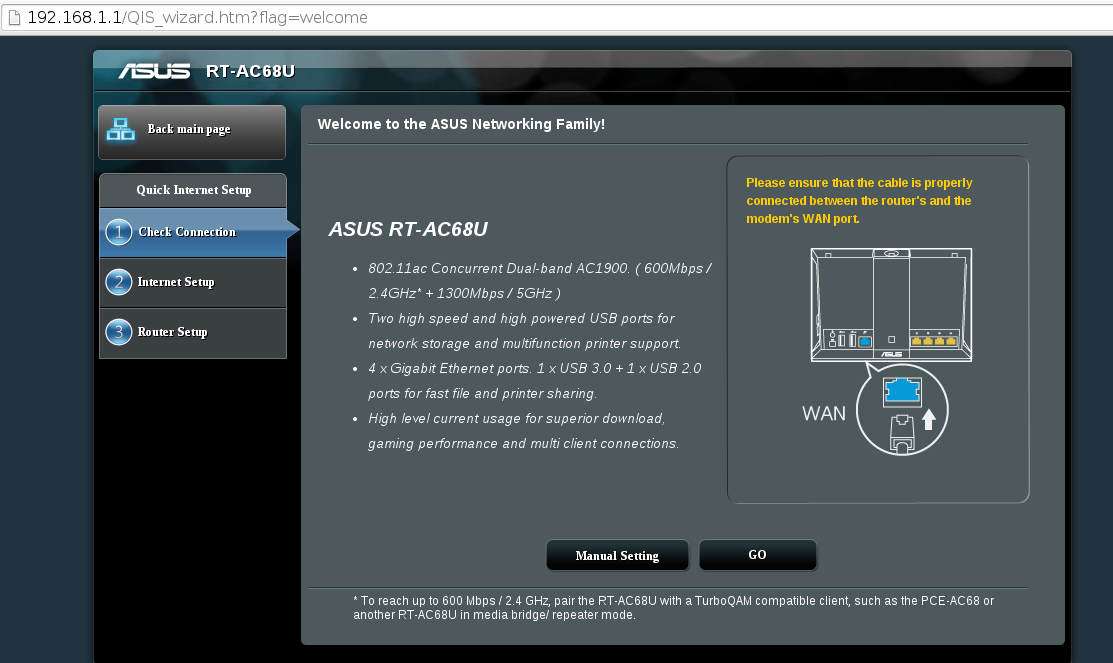 192.168.1.1/QIS_wizard.htm?flag=welcome
ASUS RT-AC68U
Back main page
Quick Internet Setup
1 Check Connection
2 Internet Setup
3 Router Setup
Welcome to the ASUS Networking Family!
ASUS RT-AC68U
• 802.11ac Concurrent Dual-band AC1900. ( 600Mbps /
2.4GHz* + 1300Mbps / 5GHz )
• Two high speed and high powered USB ports for
network storage and multifunction printer support.
• 4 x Gigabit Ethernet ports. 1 x USB 3.0 + 1 x USB 2.0
ports for fast file and printer sharing.
• High level current usage for superior download,
gaming performance and multi client connections.
Please ensure that the cable is properly
connected between the router's and the
modem's WAN port.
ASUS
WAN
Manual Setting
GO
* To reach up to 600 Mbps / 2.4 GHz, pair the RT-AC68U with a TurboQAM compatible client, such as the PCE-AC68 or
another RT-AC68U in media bridge/ repeater mode.